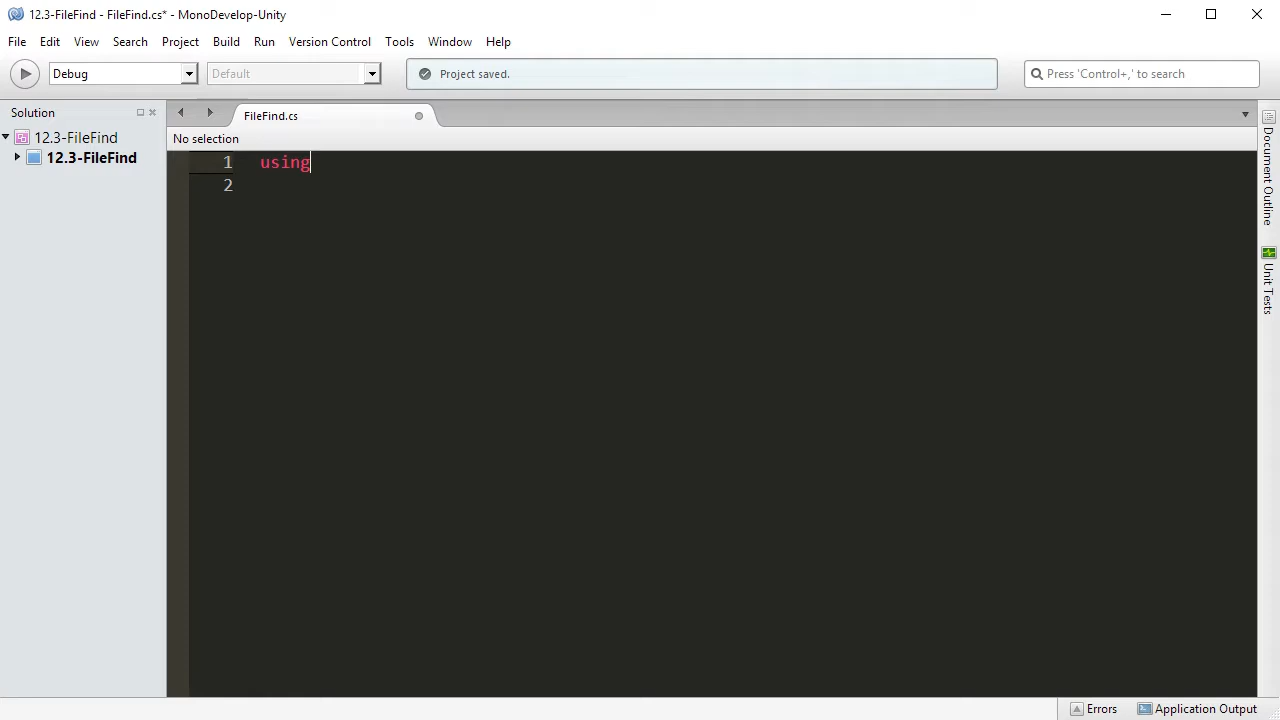 12.3-FileFind - FileFind.cs* - MonoDevelop-Unity
File Edit View Search Project Build Run Version Control Tools Window Help
Debug Default Project saved. Press 'Control+,' to search
Solution FileFind.cs
No selection
12.3-FileFind
12.3-FileFind
1 using
2
Document Outline
Unit Tests
Errors Application Output